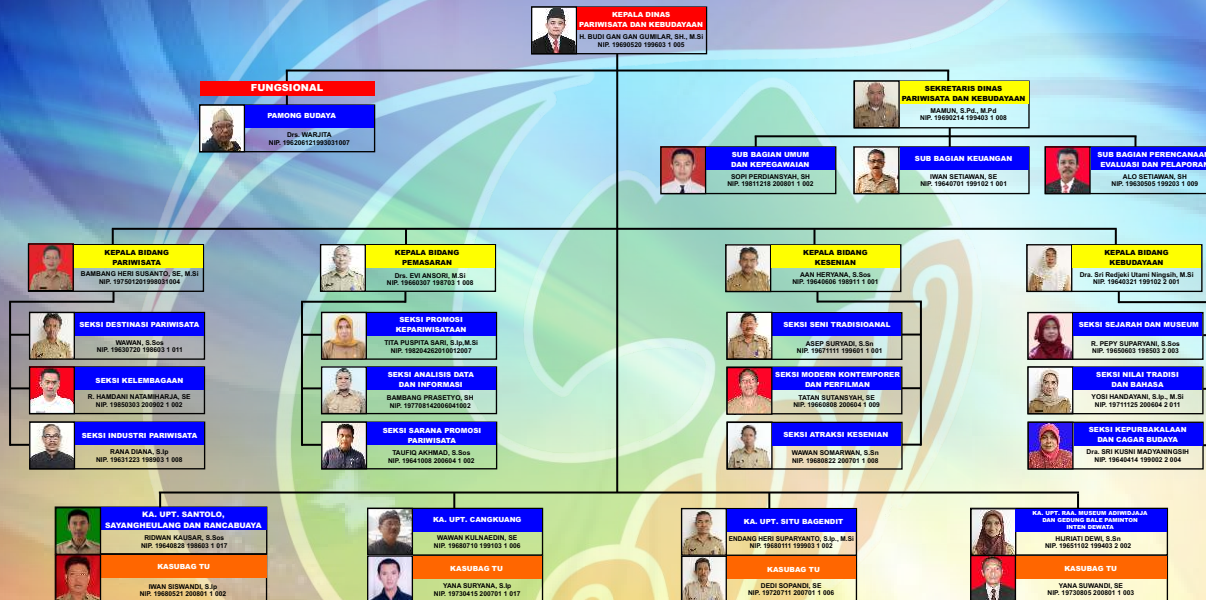 KEPALA DINAS
PARIWISATA DAN KEBUDAYAAN
H. BUDI GAN GAN GUMILAR, SH., M.Si
NIP. 19690520 199603 1 005
FUNGSIONAL
PAMONG BUDAYA
Drs. WARJITA
NIP. 196206121993031007
SEKRETARIS DINAS
PARIWISATA DAN KEBUDAYAAN
MAMUN, S.Pd., M.Pd
NIP. 19690214 199403 1 008
SUB BAGIAN UMUM
DAN KEPEGAWAIAN
SOPI PERDIANSYAH, SH
NIP. 19811218 200801 1 002
SUB BAGIAN KEUANGAN
IWAN SETIAWAN, SE
NIP. 19640701 199102 1 001
SUB BAGIAN PERENCANAA
EVALUASI DAN PELAPORA
ALO SETIAWAN, SH
NIP. 19630505 199203 1 009
KEPALA BIDANG
PARIWISATA
BAMBANG HERI SUSANTO, SE, M.Si
NIP. 197501201998031004
KEPALA BIDANG
PEMASARAN
Drs. EVI ANSORI, M.Si
NIP. 19660307 198703 1 008
KEPALA BIDANG
KESENIAN
AAN HERYANA, S.Sos
NIP. 19640606 198911 1 001
KEPALA BIDANG
KEBUDAYAAN
Dra. Sri Redjeki Utami Ningsih, M.Si
NIP. 19640321 199102 2 001
SEKSI DESTINASI PARIWISATA
WAWAN, S.Sos
NIP. 19630720 198603 1 011
SEKSI PROMOSI
KEPARIWISATAAN
TITA PUSPITA SARI, S.Ip,M.Si
NIP. 198204262010012007
SEKSI SENI TRADISIOANAL
ASEP SURYADI, S.Sn
NIP. 19671111 199601 1 001
SEKSI SEJARAH DAN MUSEUM
R. PEPY SUPARYANI, S.Sos
NIP. 19650603 198503 2 003
SEKSI KELEMBAGAAN
R. HAMDANI NATAMIHARJA, SE
NIP. 19850303 200902 1 002
SEKSI ANALISIS DATA
DAN INFORMASI
BAMBANG PRASETYO, SH
NIP. 197708142006041002
SEKSI MODERN KONTEMPORER
DAN PERFILMAN
TATAN SUTANSYAH, SE
NIP. 19660808 200604 1 009
SEKSI NILAI TRADISI
DAN BAHASA
YOSI HANDAYANI, S.Ip., M.Si
NIP. 19711125 200604 2 011
SEKSI INDUSTRI PARIWISATA
RANA DIANA, S.Ip
NIP. 19631223 198903 1 008
SEKSI SARANA PROMOSI
PARIWISATA
TAUFIQ AKHMAD, S.Sos
NIP. 19641008 200604 1 002
SEKSI ATRAKSI KESENIAN
WAWAN SOMARWAN, S.Sn
NIP. 19680822 200701 1 008
SEKSI KEPURBAKALAAN
DAN CAGAR BUDAYA
Dra. SRI KUSNI MADYANINGSIH
NIP. 19640414 199002 2 004
KA. UPT. SANTOLO,
SAYANGHEULANG DAN RANCABUAYA
RIDWAN KAUSAR, S.Sos
NIP. 19640828 198603 1 017
KASUBAG TU
IWAN SISWANDI, S.Ip
NIP. 19680521 200801 1 002
KA. UPT. CANGKUANG
WAWAN KULNAEDIN, SE
NIP. 19680710 199103 1 006
KASUBAG TU
YANA SURYANA, S.Ip
NIP. 19730415 200701 1 017
KA. UPT. SITU BAGENDIT
ENDANG HERI SUPARYANTO, S.Ip., M.Si
NIP. 19680111 199903 1 002
KASUBAG TU
DEDI SOPANDI, SE
NIP. 19720711 200701 1 006
KA. UPT. RAA. MUSEUM ADIWIDJAJA
DAN GEDUNG BALE PAMINTON
INTEN DEWATA
HIJRIATI DEWI, S.Sn
NIP. 19651102 199403 2 002
KASUBAG TU
YANA SUWANDI, SE
NIP. 19730805 200801 1 003